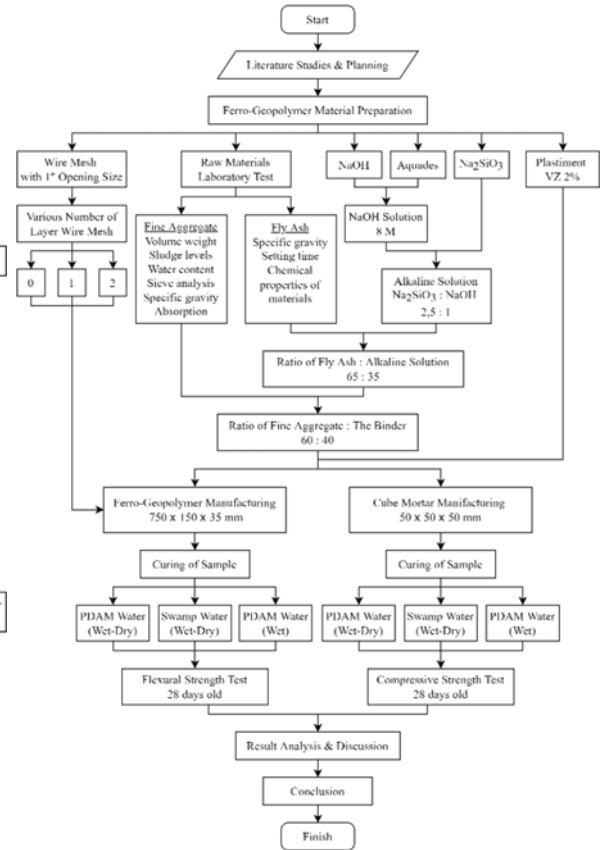 Start
Literature Studies & Planning
Ferro-Geopolymer Material Preparation
Wire Mesh
with 1" Opening Size
Raw Materials
Laboratory Test
NaOH
Aquades
Na2SiO3
Plastiment
VZ 2%
Various Number of
Layer Wire Mesh
0
1
2
Fine Aggregate
Volume weight
Sludge levels
Water content
Sieve analysis
Specific gravity
Absorption
Fly Ash
Specific gravity
Setting time
Chemical
properties of
materials
NaOH Solution
8 M
Alkaline Solution
Na2SiO3 : NaOH
2,5 : 1
Ratio of Fly Ash : Alkaline Solution
65 : 35
Ratio of Fine Aggregate : The Binder
60 : 40
Ferro-Geopolymer Manufacturing
750 x 150 x 35 mm
Cube Mortar Manifacturing
50 x 50 x 50 mm
Curing of Sample
Curing of Sample
PDAM Water
(Wet-Dry)
Swamp Water
(Wet-Dry)
PDAM Water
(Wet)
PDAM Water
(Wet-Dry)
Swamp Water
(Wet-Dry)
PDAM Water
(Wet)
Flexural Strength Test
28 days old
Compressive Strength Test
28 days old
Result Analysis & Discussion
Conclusion
Finish